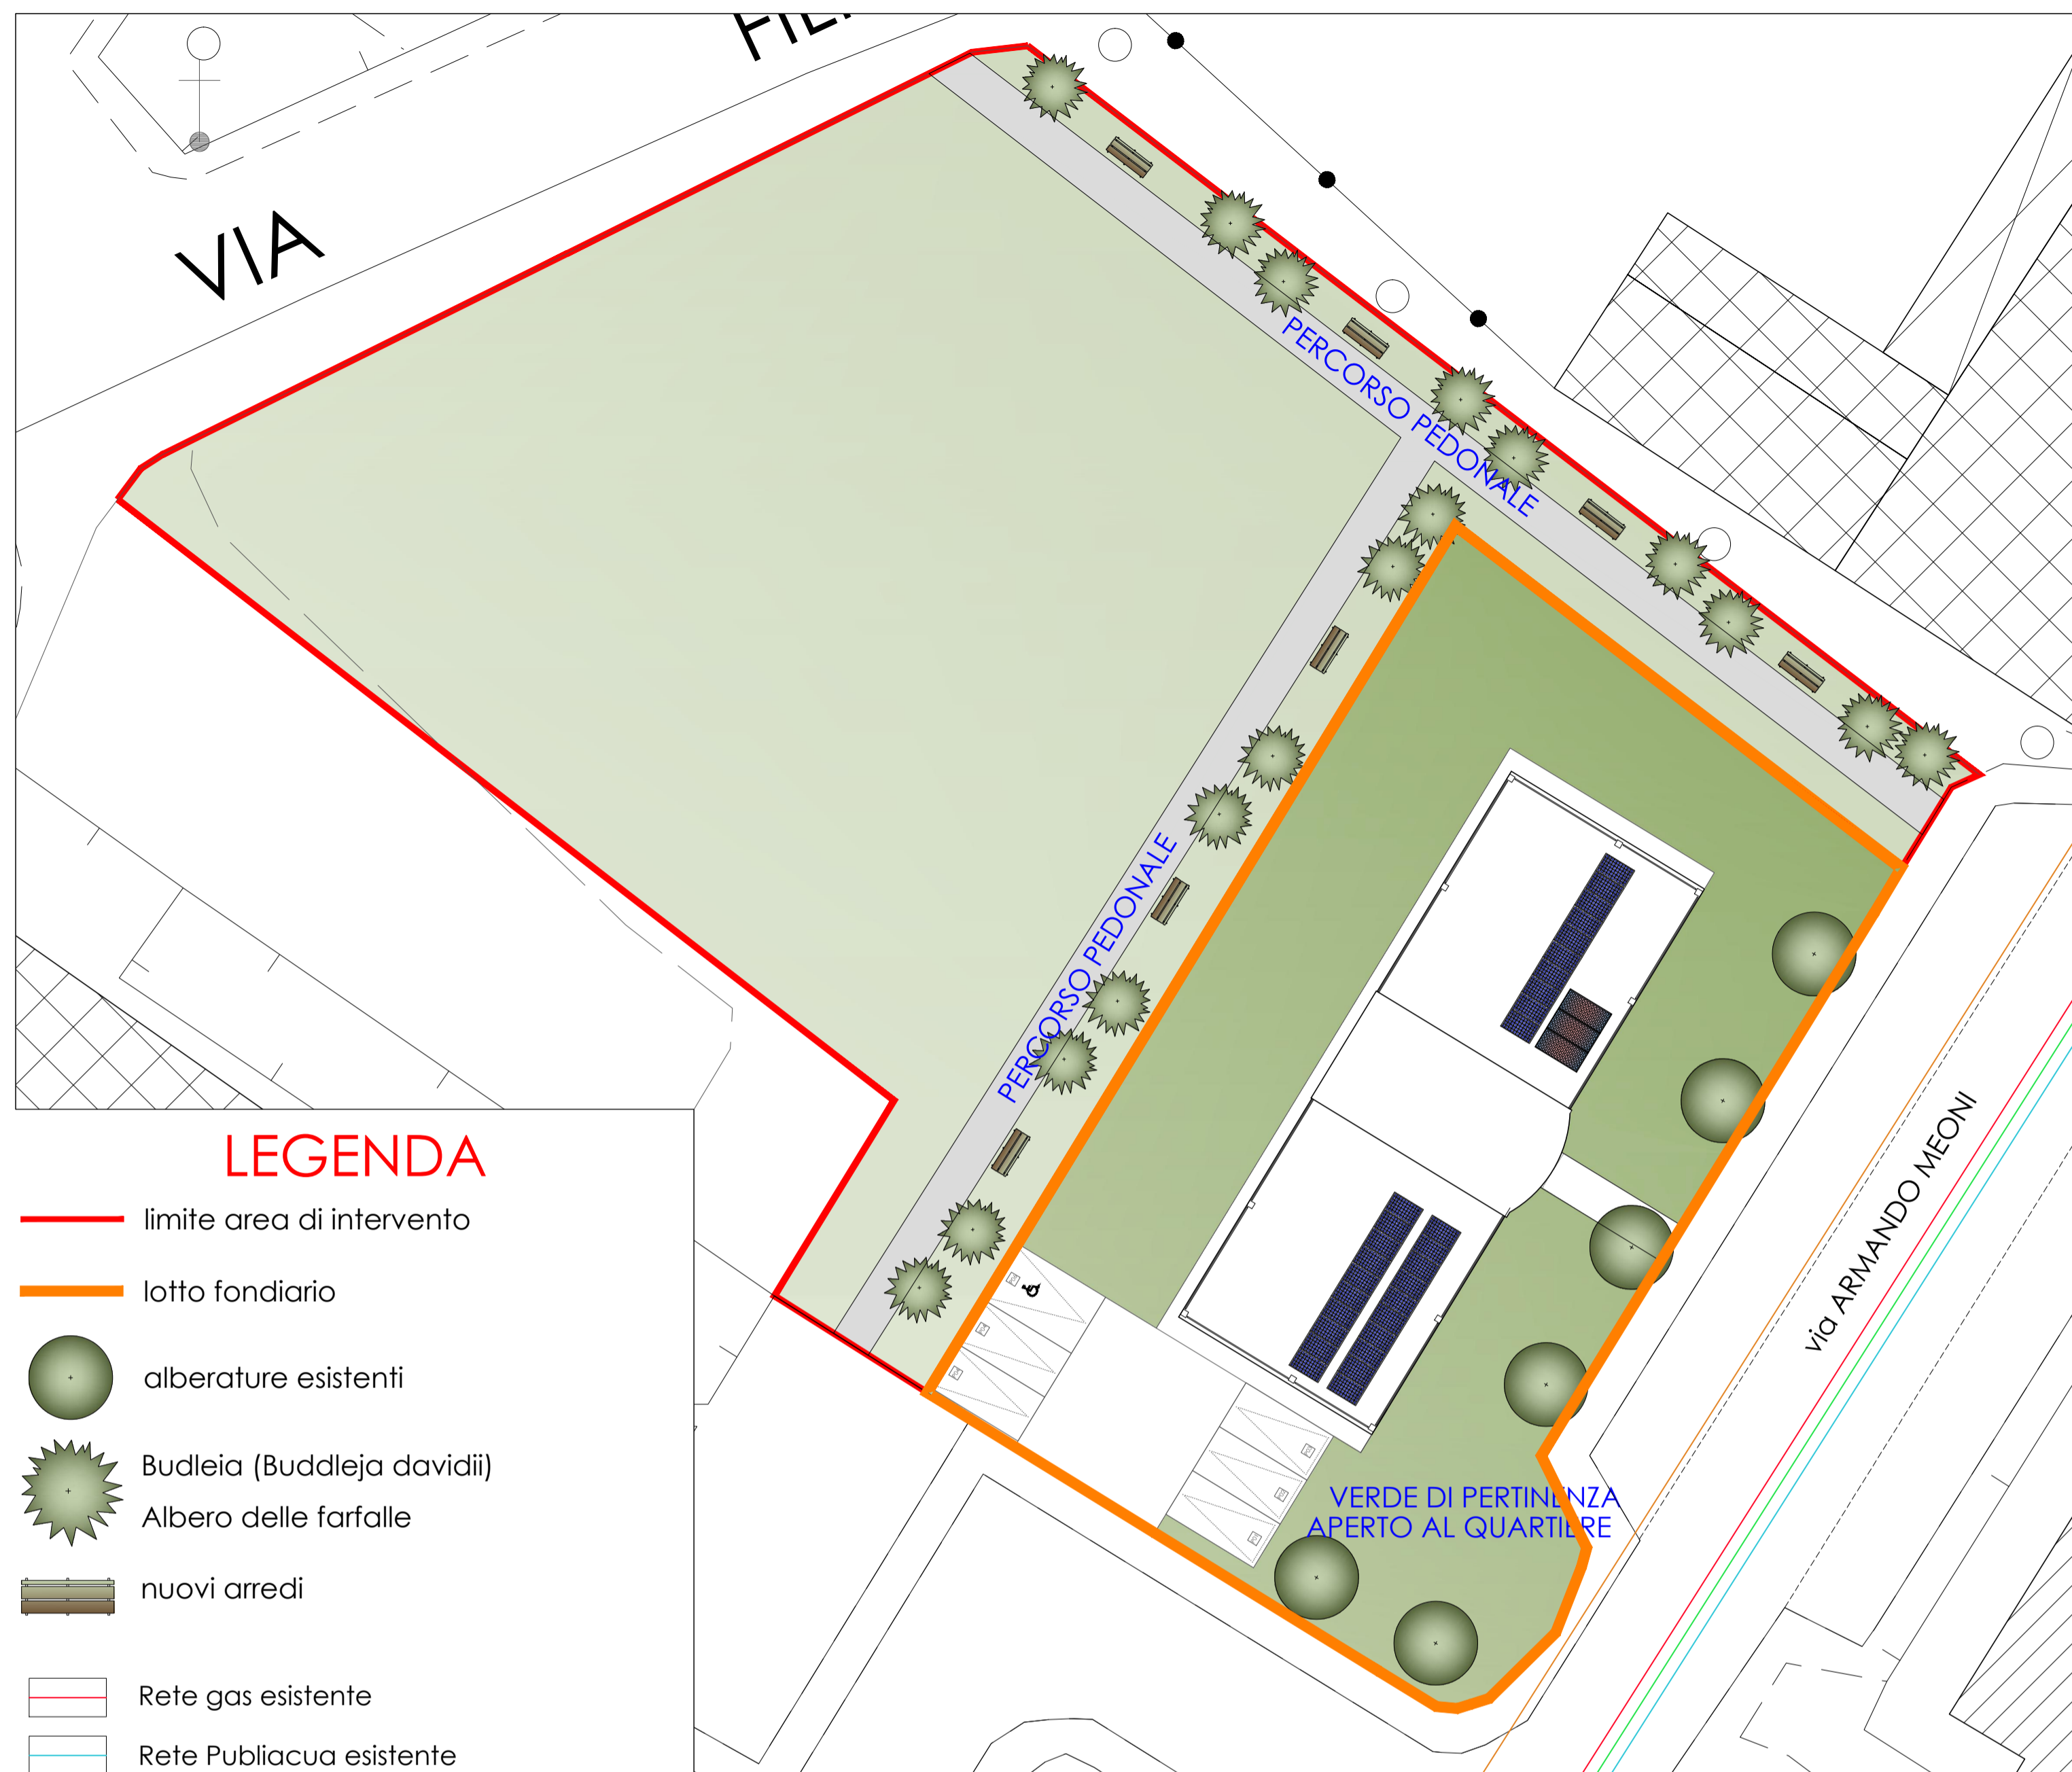 VIA
PERCORSO PEDONALE
PERCORSO PEDONALE
via ARMANDO MEONI
VERDE DI PERTINENZA
APERTO AL QUARTIERE
LEGENDA
limite area di intervento
lotto fondiario
alberature esistenti
Budleia (Buddleja davidii)
Albero delle farfalle
nuovi arredi
Rete gas esistente
Rete Publiacua esistente